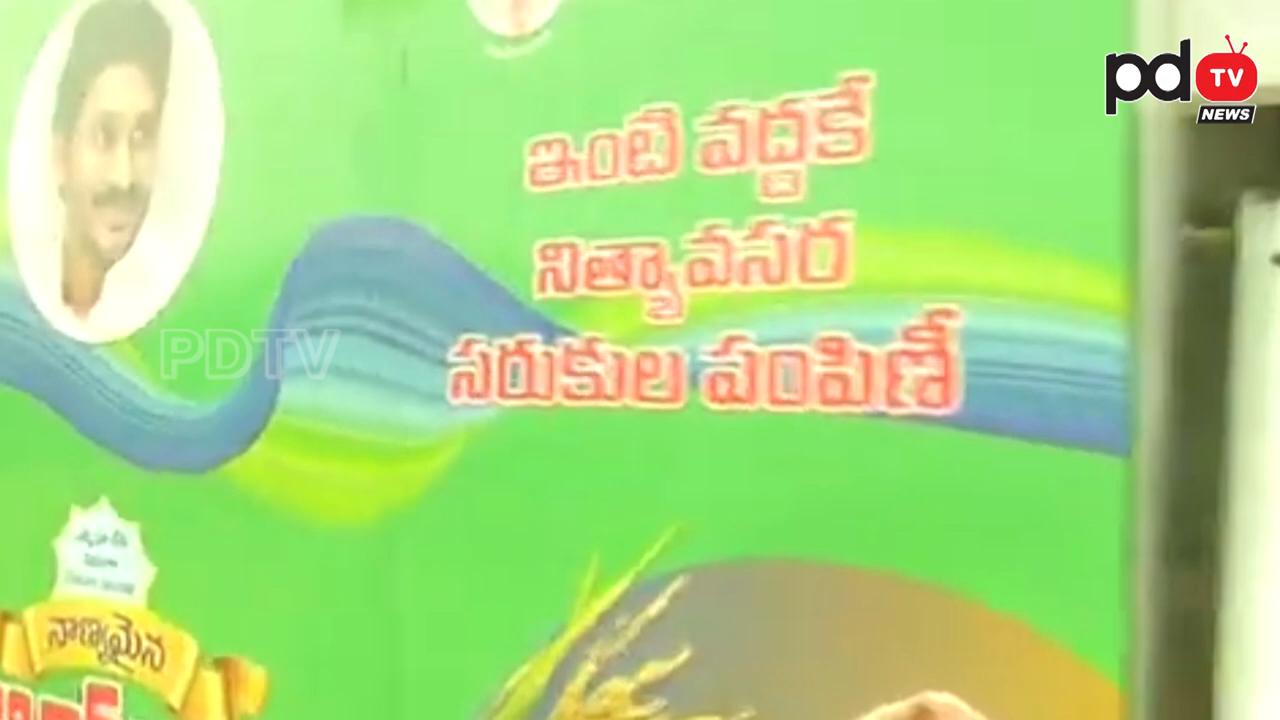 pd TV
NEWS
ఇంటి వద్దకే
నిత్యావసర
సరుకుల పంపిణీ
PDTV
నాణ్యమైన